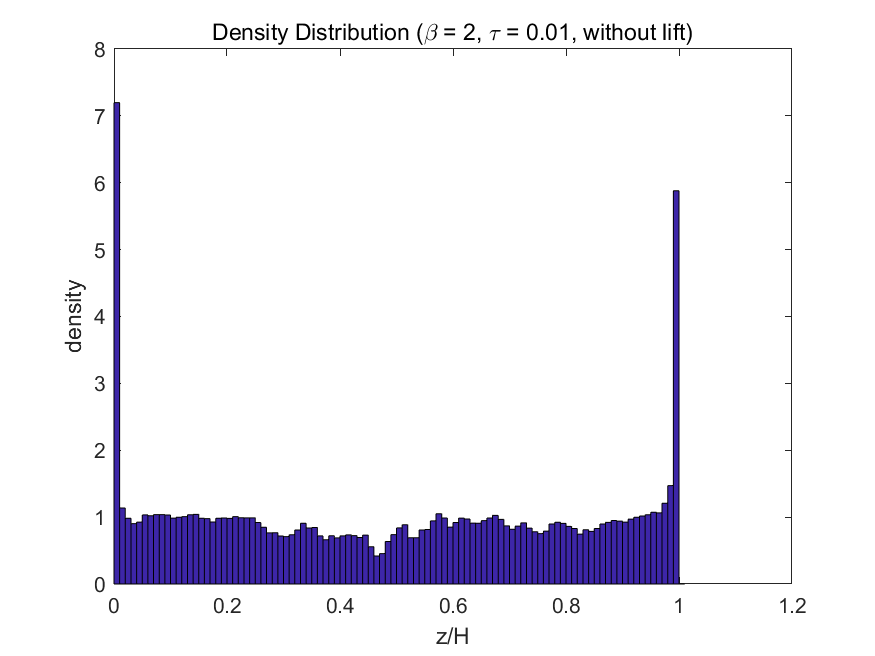 Density Distribution (β = 2, τ = 0.01, without lift)
8
7
6
5
4
3
2
1
0
density
0 0.2 0.4 0.6 0.8 1 1.2
z/H